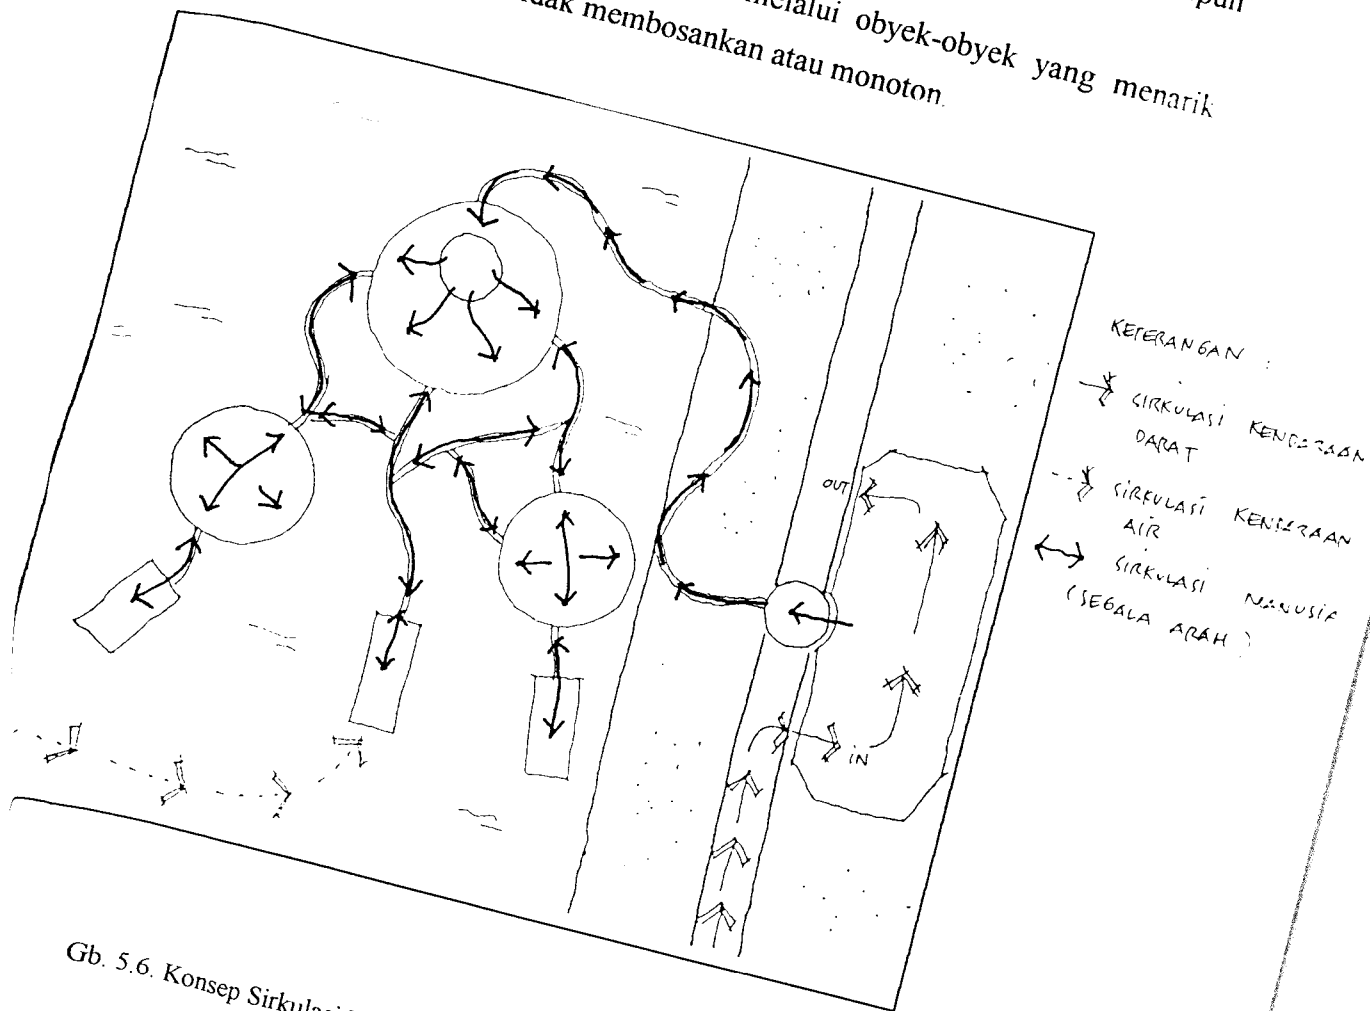 melalui obyek-obyek yang menarik
membosankan atau monoton.
KETERANGAN :
SIRKULASI KENDARAAN
DARAT
SIRKULASI KENDARAAN
AIR
SIRKULASI MANUSIA
(SEGALA ARAH)
OUT
IN
Gb. 5.6. Konsep Sirkulasi